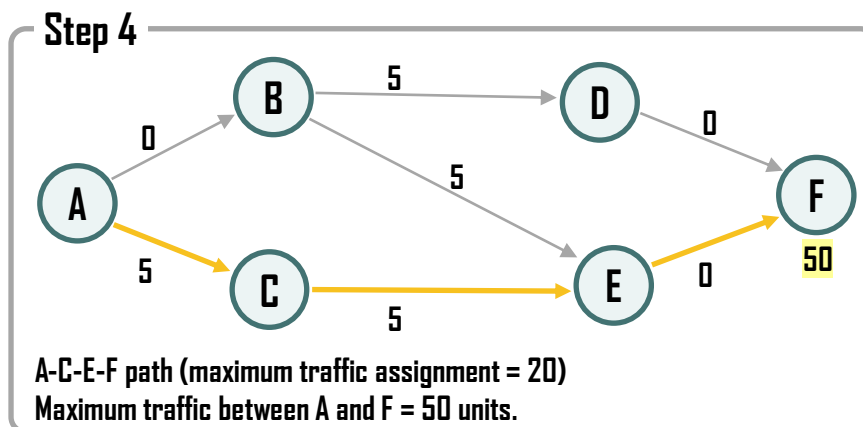 Step 4
B
5
D
0
0
A
5
F
50
5
C
5
E
0
A-C-E-F path (maximum traffic assignment = 20)
Maximum traffic between A and F = 50 units.